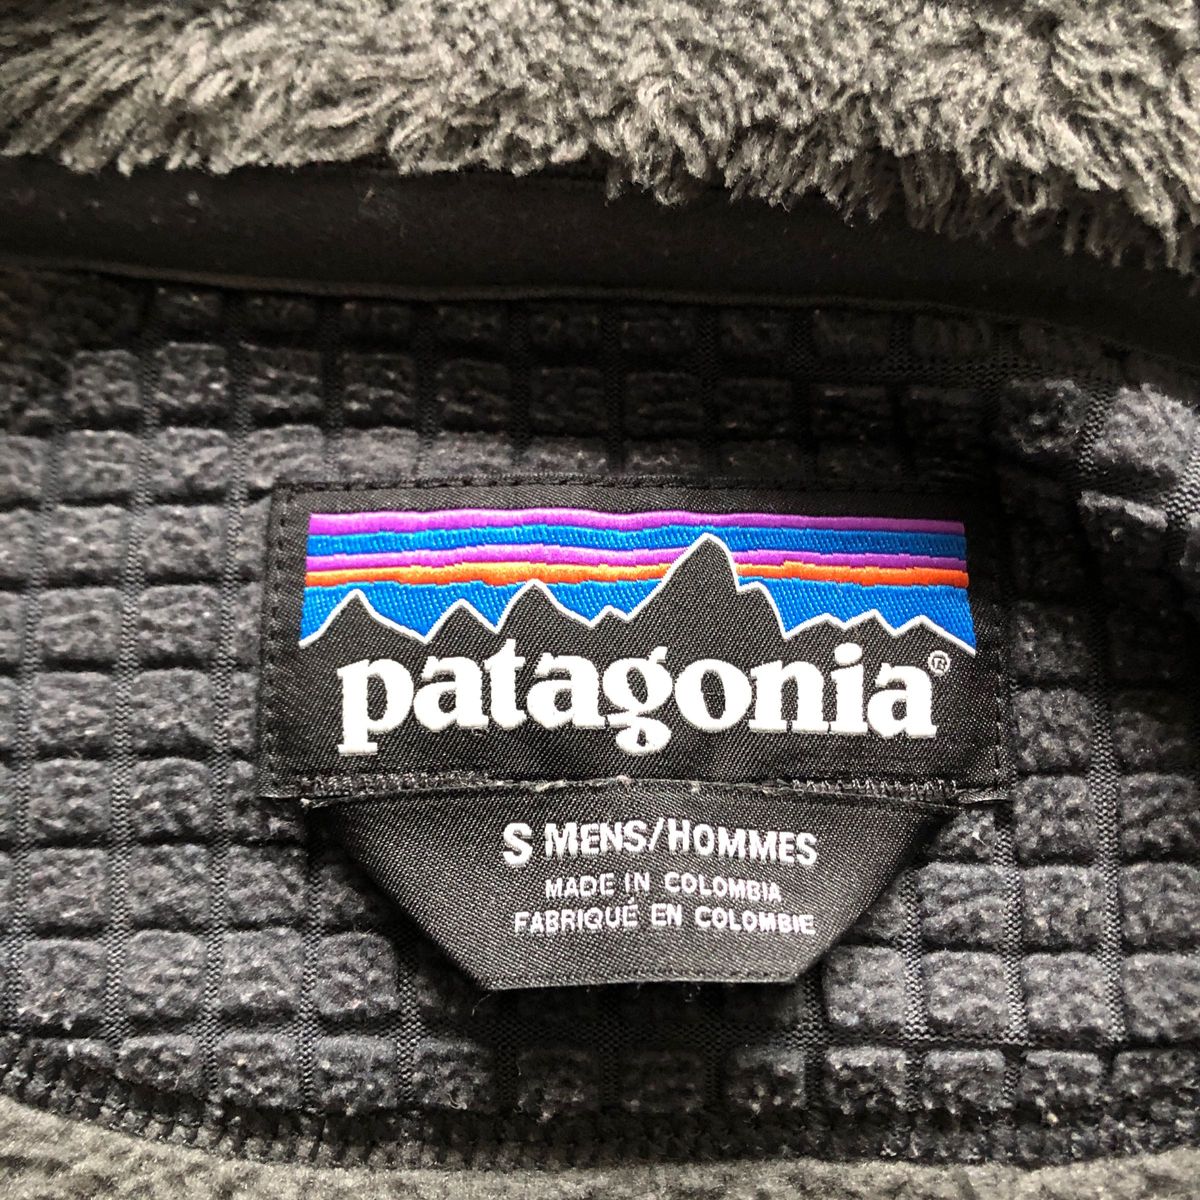 patagonia®
S MENS/HOMMES
MADE IN COLOMBIA
FABRIQUÉ EN COLOMBIE